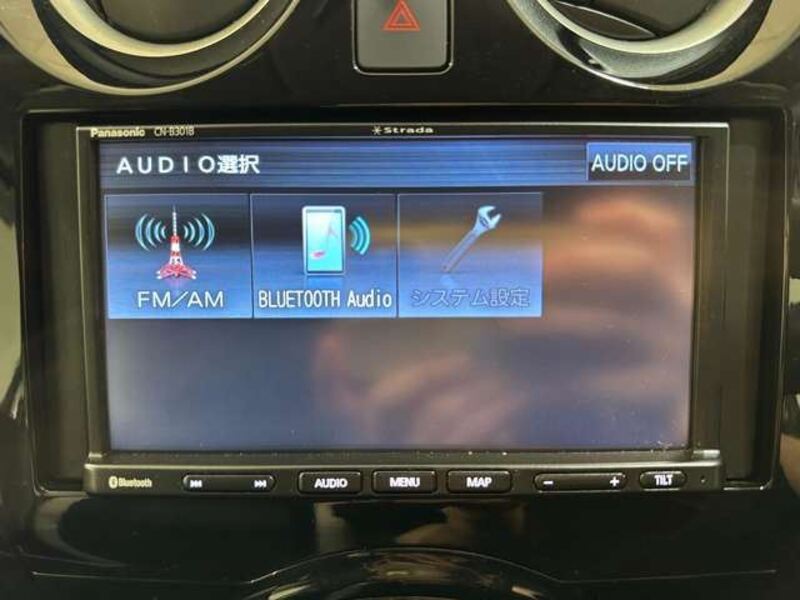 Panasonic CN-B301B Strada
AUDIO選択 AUDIO OFF
FM/AM BLUETOOTH Audio システム設定
Bluetooth AUDIO MENU MAP − + TILT